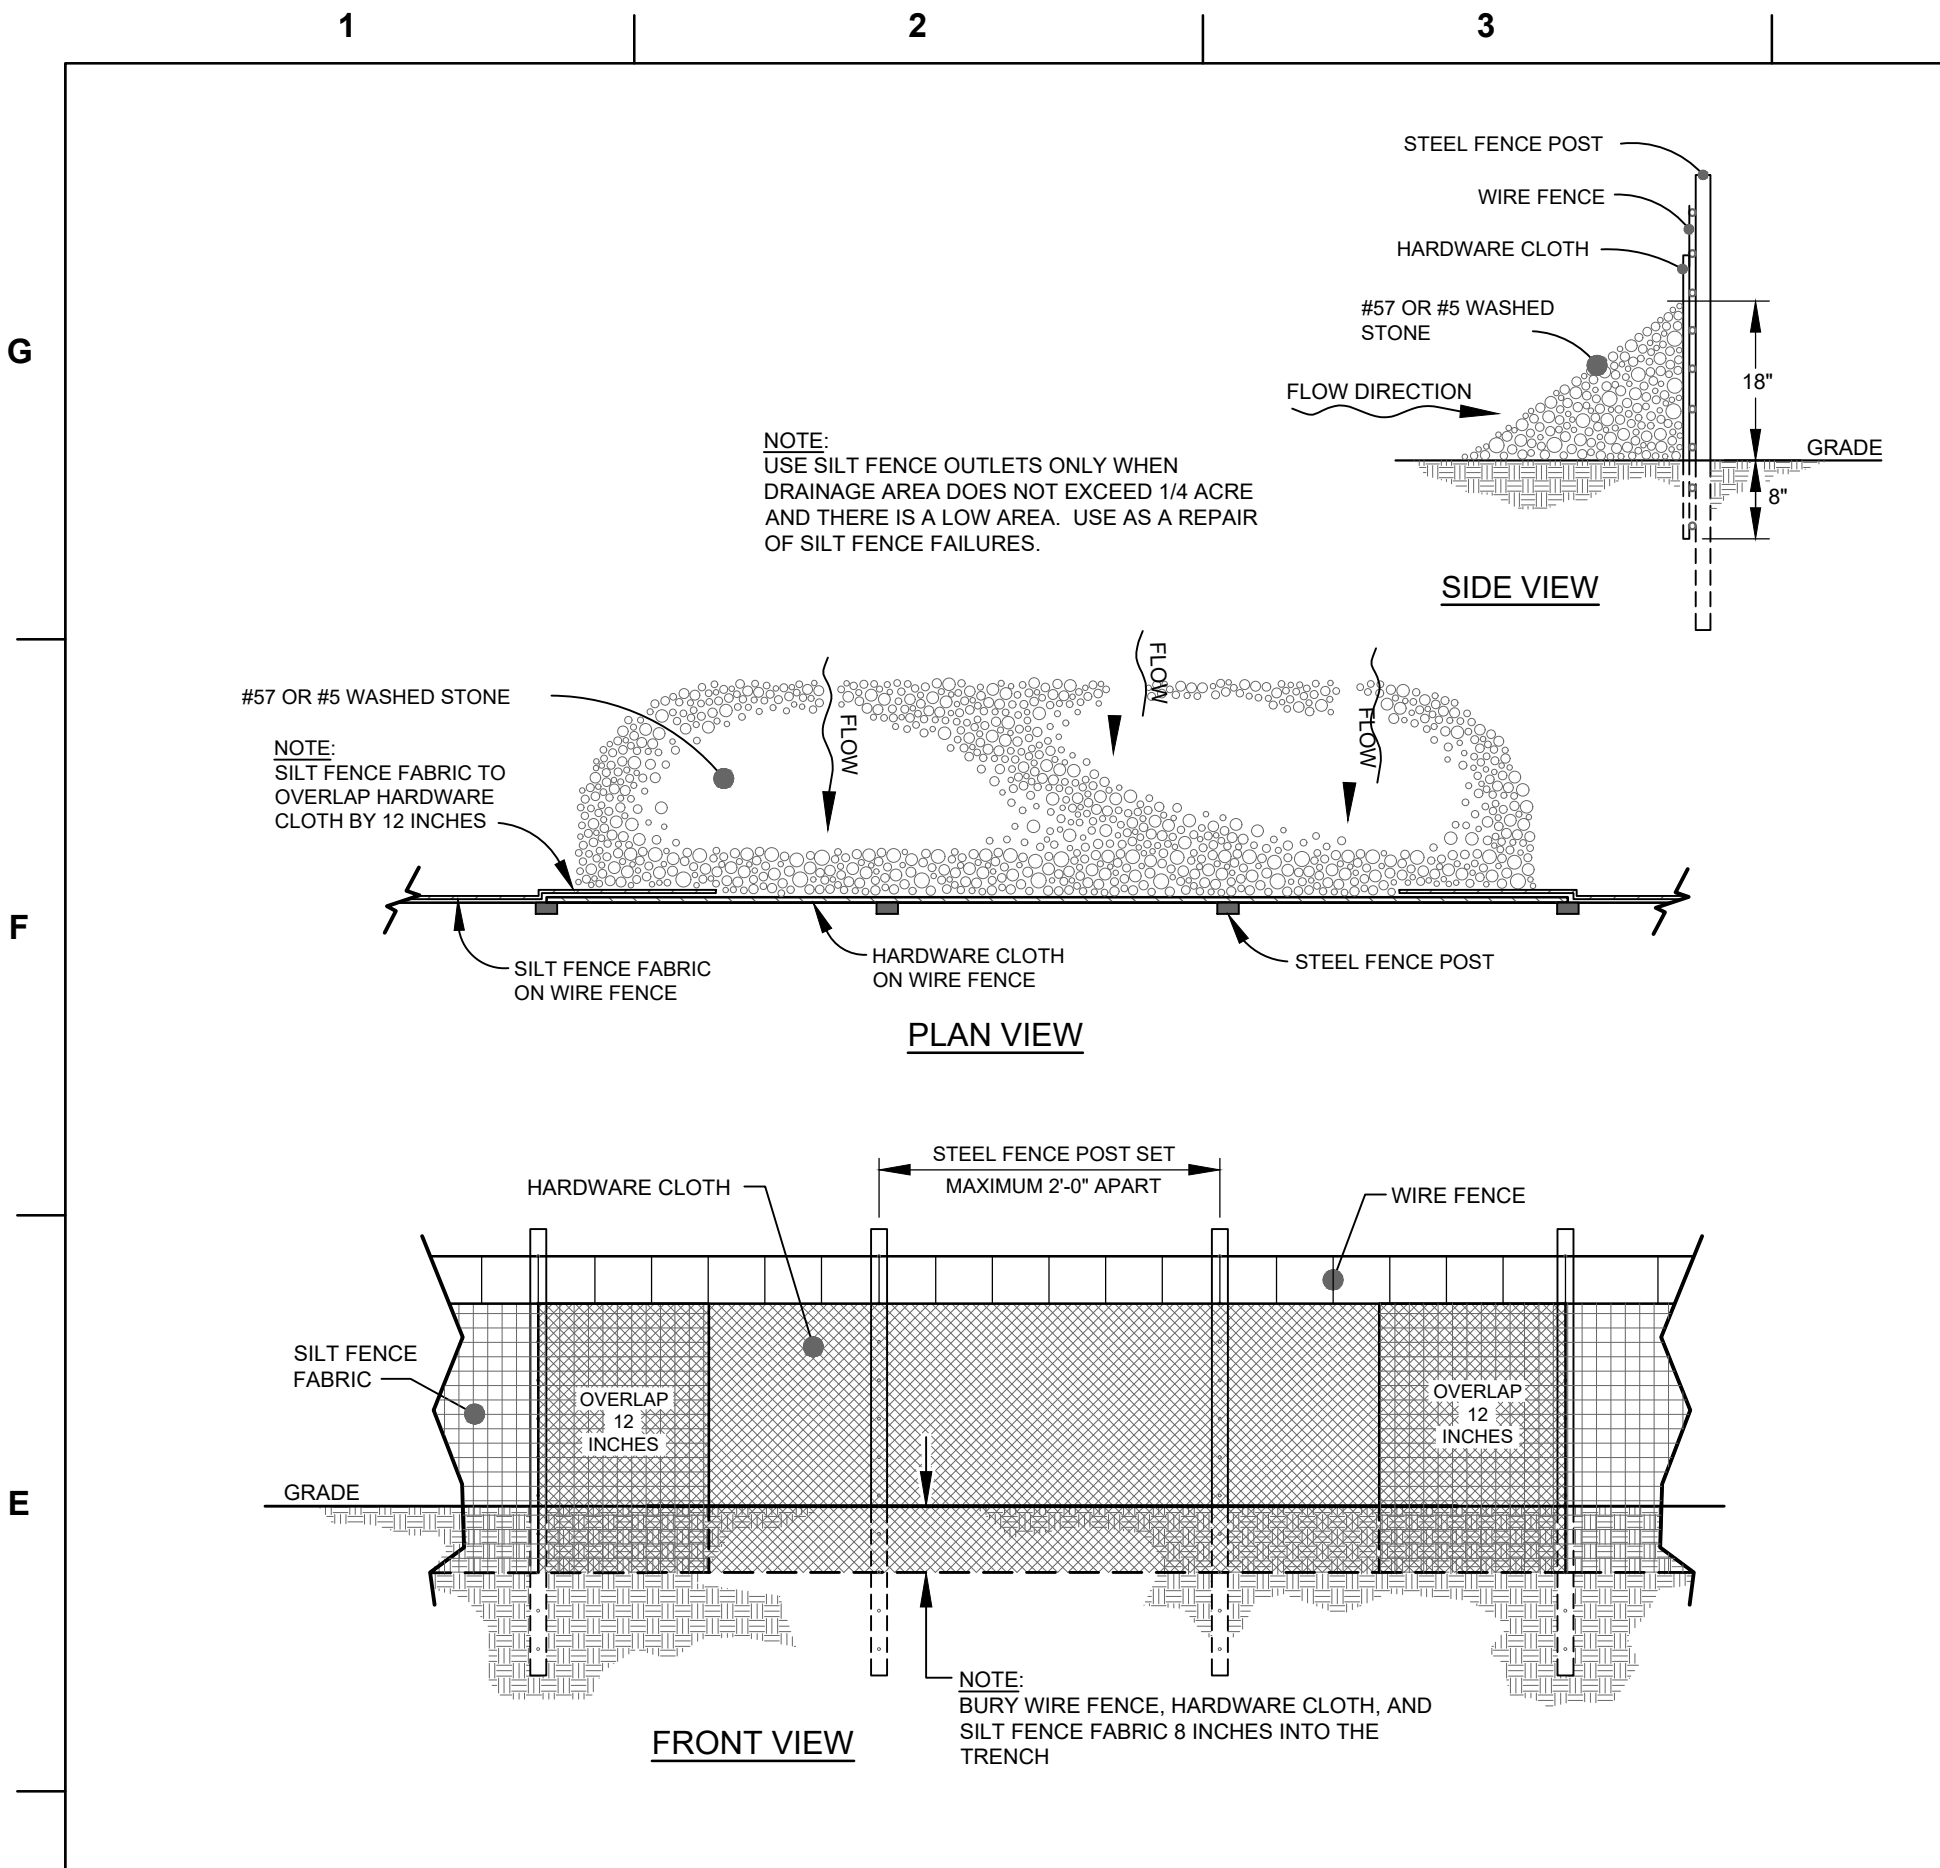 1
2
3
G
F
E
STEEL FENCE POST
WIRE FENCE
HARDWARE CLOTH
#57 OR #5 WASHED
STONE
FLOW DIRECTION
18"
GRADE
8"
SIDE VIEW
NOTE:
USE SILT FENCE OUTLETS ONLY WHEN
DRAINAGE AREA DOES NOT EXCEED 1/4 ACRE
AND THERE IS A LOW AREA. USE AS A REPAIR
OF SILT FENCE FAILURES.
#57 OR #5 WASHED STONE
NOTE:
SILT FENCE FABRIC TO
OVERLAP HARDWARE
CLOTH BY 12 INCHES
FLOW
FLOW
FLOW
SILT FENCE FABRIC
ON WIRE FENCE
HARDWARE CLOTH
ON WIRE FENCE
STEEL FENCE POST
PLAN VIEW
STEEL FENCE POST SET
MAXIMUM 2'-0" APART
HARDWARE CLOTH
WIRE FENCE
SILT FENCE
FABRIC
OVERLAP
12
INCHES
OVERLAP
12
INCHES
GRADE
NOTE:
BURY WIRE FENCE, HARDWARE CLOTH, AND
SILT FENCE FABRIC 8 INCHES INTO THE
TRENCH
FRONT VIEW